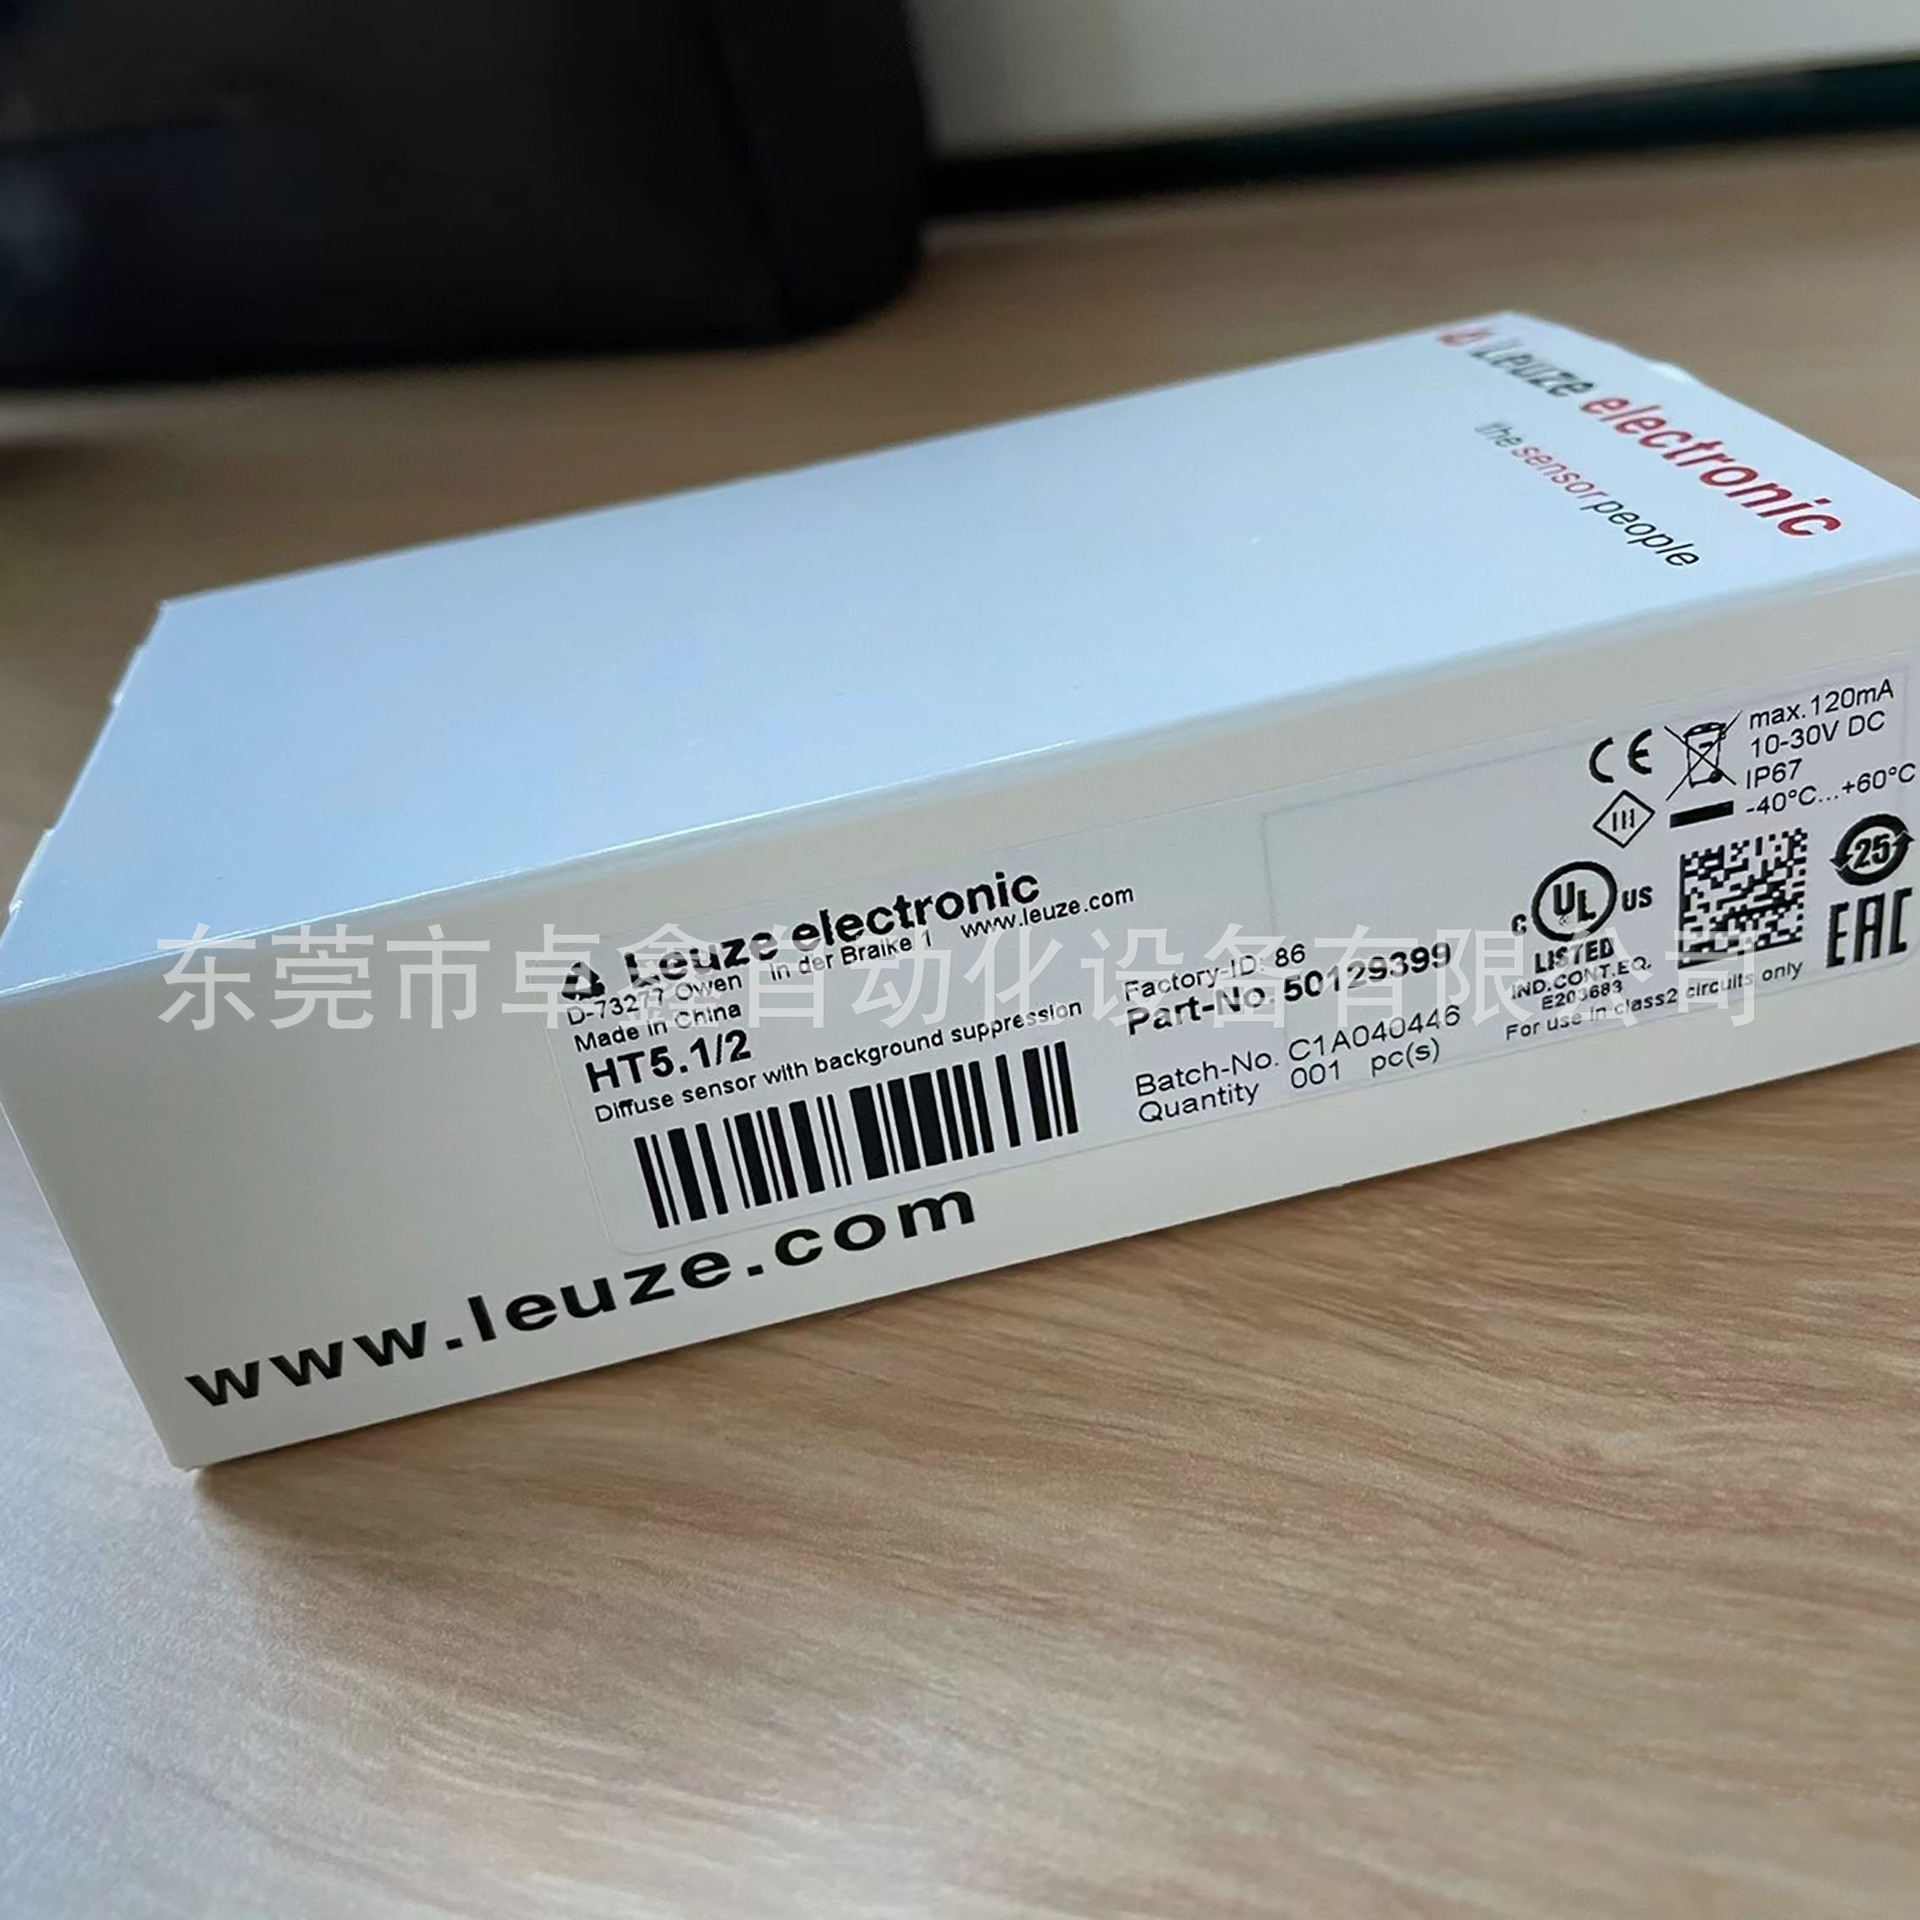 Leuze electronic
the sensor people
Leuze electronic
D-73277 Owen In der Braike 1 www.leuze.com
Made in China
HT5.1/2
Diffuse sensor with background suppression
Factory-ID: 86
Part-No. 50129399
Batch-No. C1A040446
Quantity 001 pc(s)
CE
max.120mA
10-30V DC
IP67
-40°C...+60°C
III
C UL US
LISTED
IND.CONT.EQ.
E203683
For use in class2 circuits only
25
EAC
www.leuze.com
东莞市卓鑫自动化设备有限公司